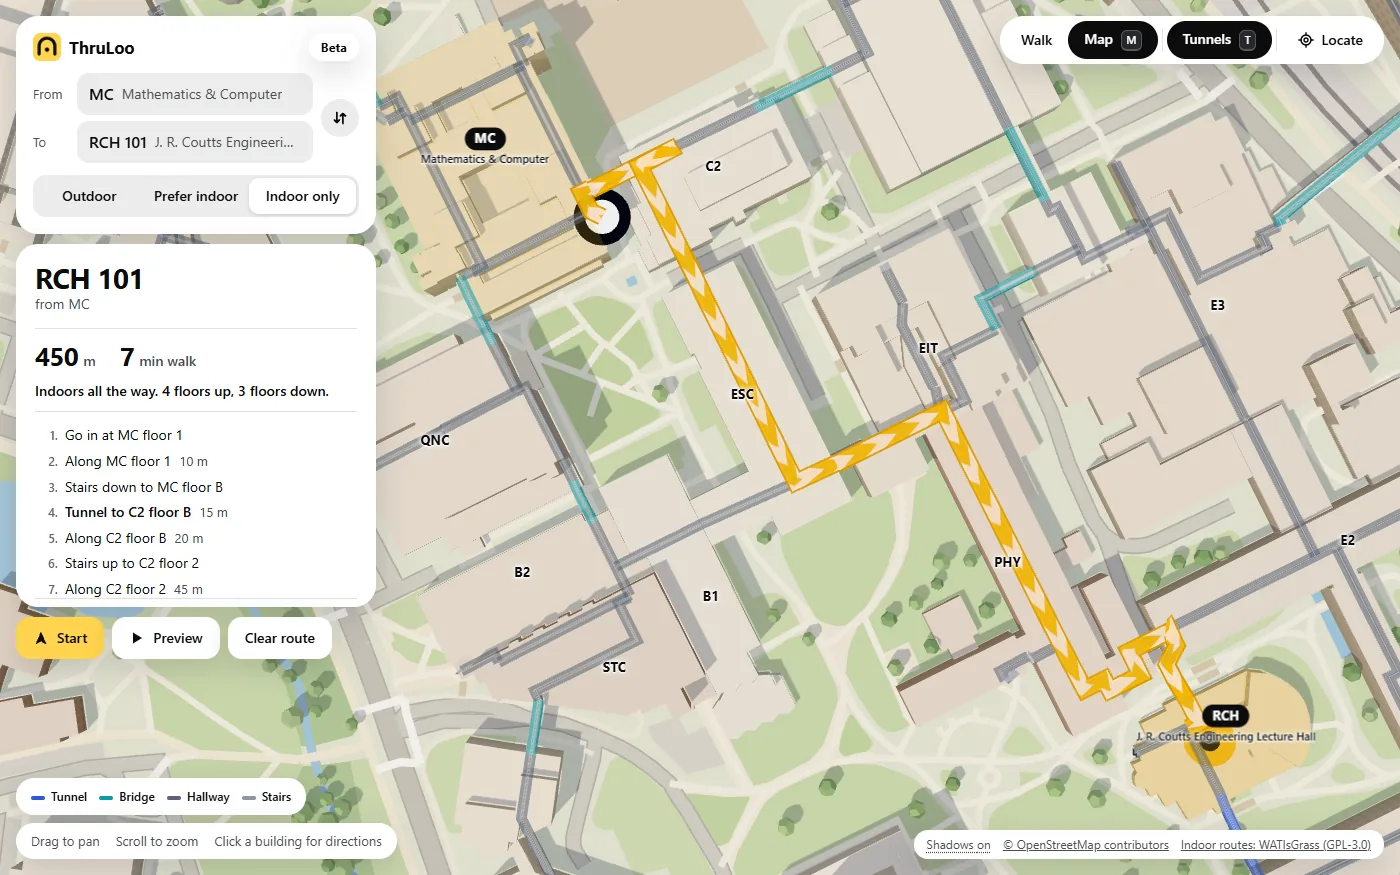 ThruLoo
Beta
From
MC Mathematics & Computer
To
RCH 101 J. R. Coutts Engineeri...
Outdoor
Prefer indoor
Indoor only
RCH 101
from MC
450 m 7 min walk
Indoors all the way. 4 floors up, 3 floors down.
1. Go in at MC floor 1
2. Along MC floor 1 10 m
3. Stairs down to MC floor B
4. Tunnel to C2 floor B 15 m
5. Along C2 floor B 20 m
6. Stairs up to C2 floor 2
7. Along C2 floor 2 45 m
Start
Preview
Clear route
Tunnel
Bridge
Hallway
Stairs
Drag to pan Scroll to zoom Click a building for directions
Walk
Map M
Tunnels T
Locate
MC
Mathematics & Computer
C2
E3
EIT
ESC
QNC
E2
PHY
B2
B1
STC
RCH
J. R. Coutts Engineering Lecture Hall
Shadows on © OpenStreetMap contributors Indoor routes: WATIsGrass (GPL-3.0)